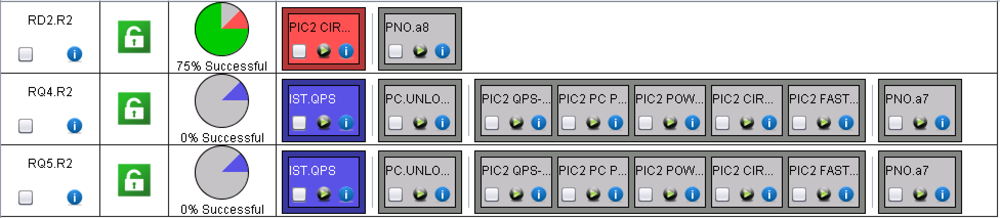 RD2.R2
75% Successful
PIC2 CIR...
PNO.a8
RQ4.R2
0% Successful
IST.QPS
PC.UNLO...
PIC2 QPS-...
PIC2 PC P...
PIC2 POW...
PIC2 CIR...
PIC2 FAST...
PNO.a7
RQ5.R2
0% Successful
IST.QPS
PC.UNLO...
PIC2 QPS-...
PIC2 PC P...
PIC2 POW...
PIC2 CIR...
PIC2 FAST...
PNO.a7